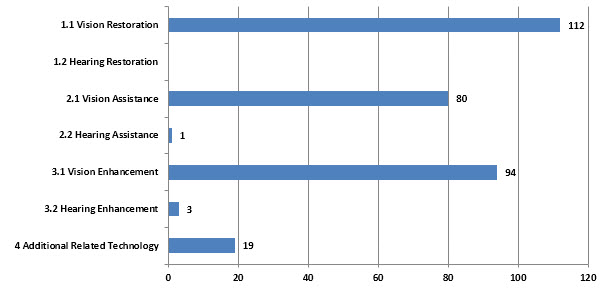 1.1 Vision Restoration 112
1.2 Hearing Restoration
2.1 Vision Assistance 80
2.2 Hearing Assistance 1
3.1 Vision Enhancement 94
3.2 Hearing Enhancement 3
4 Additional Related Technology 19
0 20 40 60 80 100 120